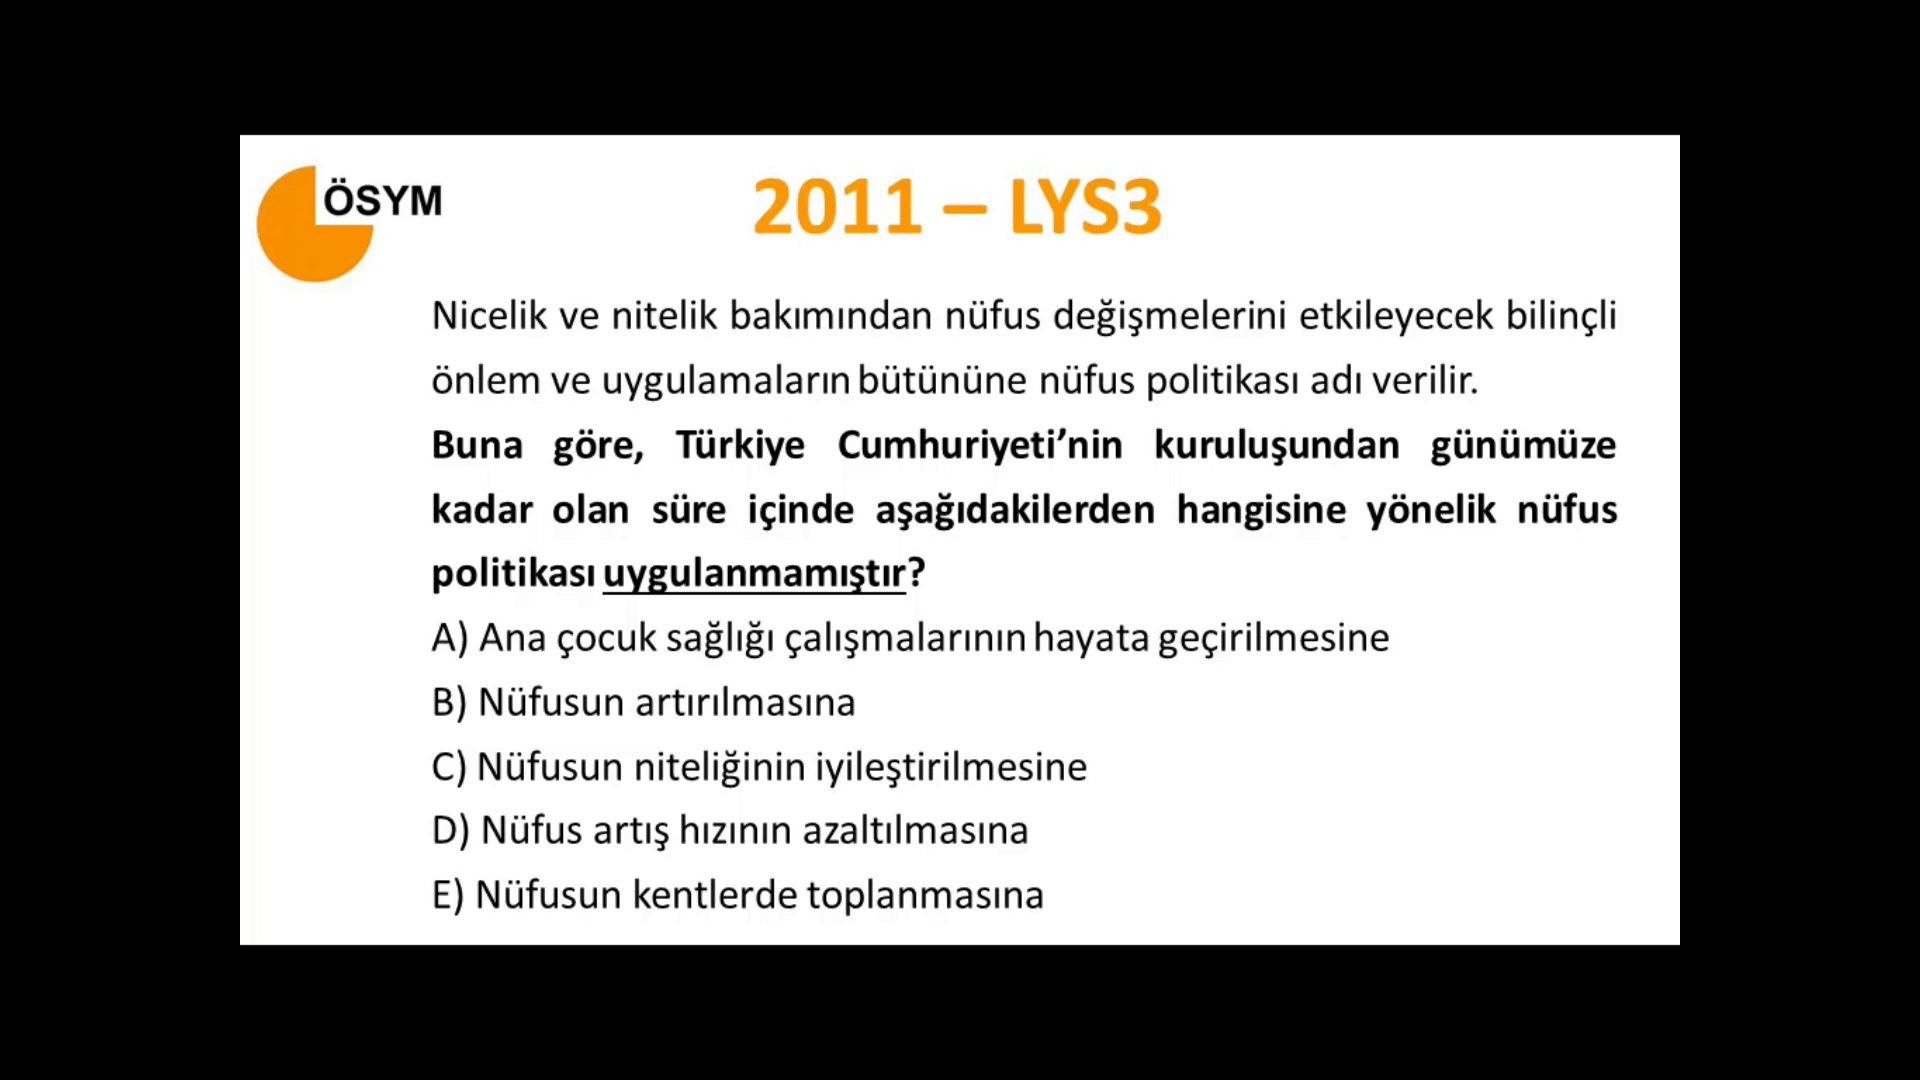 ÖSYM
2011 – LYS3
Nicelik ve nitelik bakımından nüfus değişmelerini etkileyecek bilinçli
önlem ve uygulamaların bütününe nüfus politikası adı verilir.
Buna göre, Türkiye Cumhuriyeti’nin kuruluşundan günümüze
kadar olan süre içinde aşağıdakilerden hangisine yönelik nüfus
politikası uygulanmamıştır?
A) Ana çocuk sağlığı çalışmalarının hayata geçirilmesine
B) Nüfusun artırılmasına
C) Nüfusun niteliğinin iyileştirilmesine
D) Nüfus artış hızının azaltılmasına
E) Nüfusun kentlerde toplanmasına